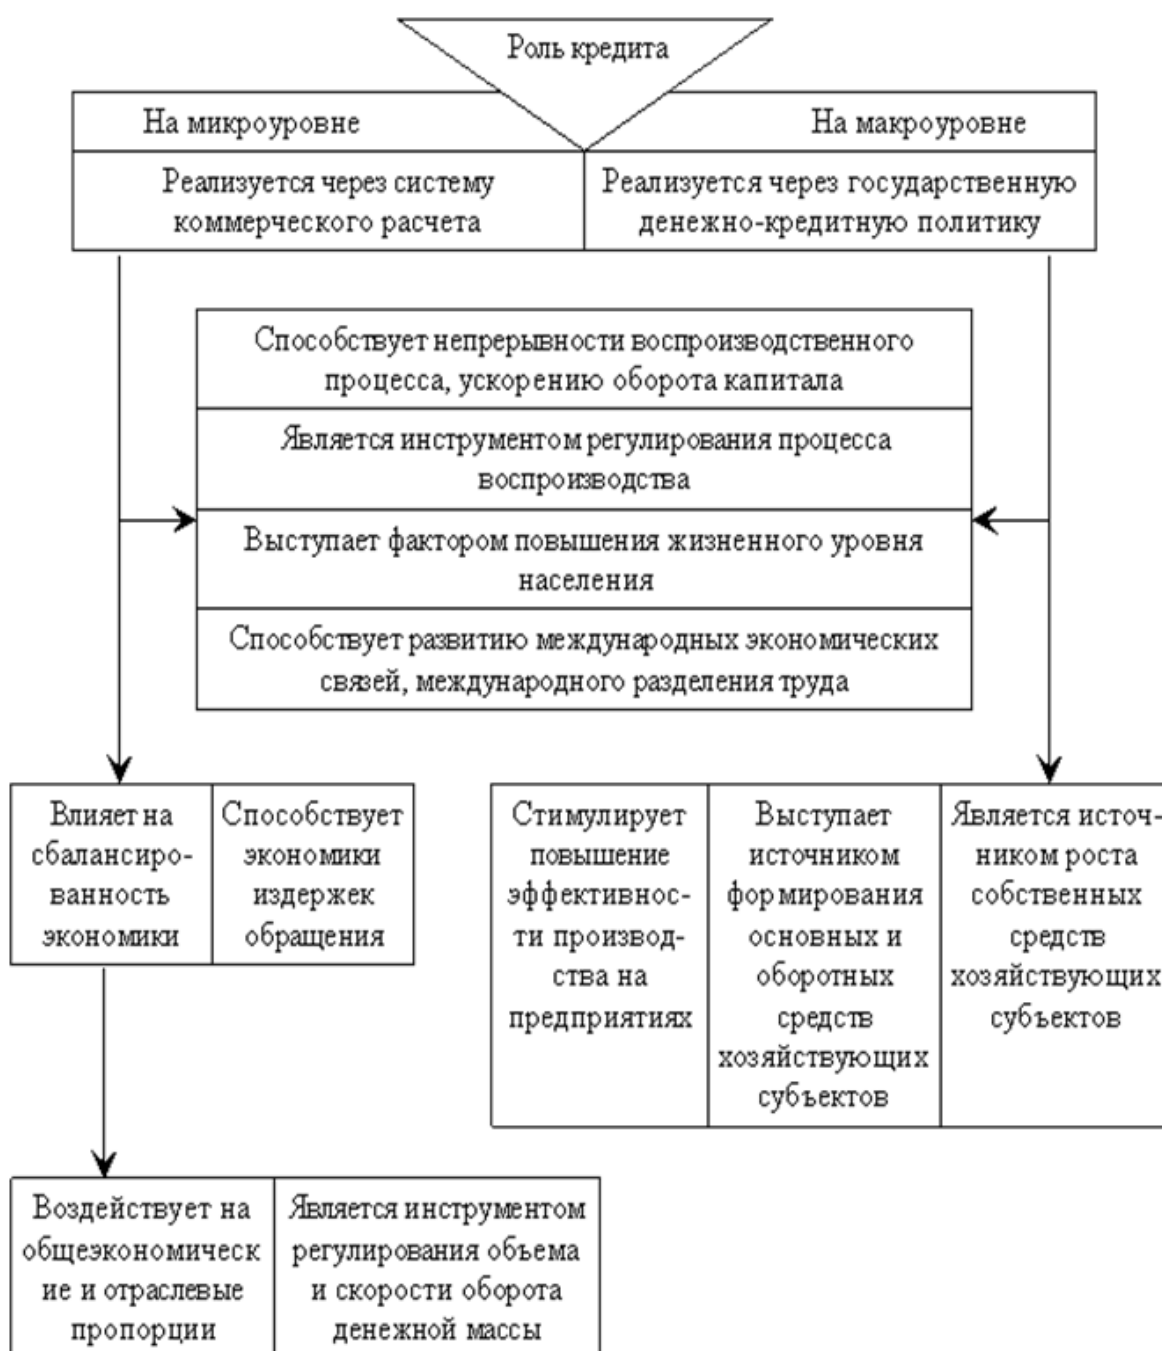 Роль кредита
На микроуровне
На макроуровне
Реализуется через систему
коммерческого расчета
Реализуется через государственную
денежно-кредитную политику
Способствует непрерывности воспроизводственного
процесса, ускорению оборота капитала
Является инструментом регулирования процесса
воспроизводства
Выступает фактором повышения жизненного уровня
населения
Способствует развитию международных экономических
связей, международного разделения труда
Влияет на
сбалансиро-
ванность
экономики
Способствует
экономики
издержек
обращения
Стимулирует
повышение
эффективнос-
ти производ-
ства на
предприятиях
Выступает
источником
формирования
основных и
оборотных
средств
хозяйствующих
субъектов
Является источ-
ником роста
собственных
средств
хозяйствующих
субъектов
Воздействует на
общеэкономическ
ие и отраслевые
пропорции
Является инструментом
регулирования объема
и скорости оборота
денежной массы